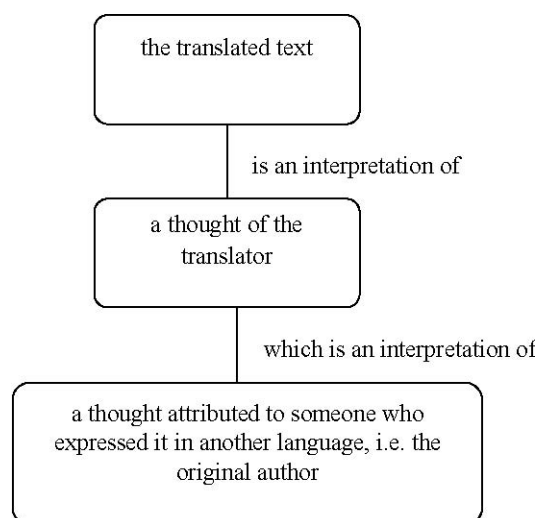 the translated text
is an interpretation of
a thought of the
translator
which is an interpretation of
a thought attributed to someone who
expressed it in another language, i.e. the
original author